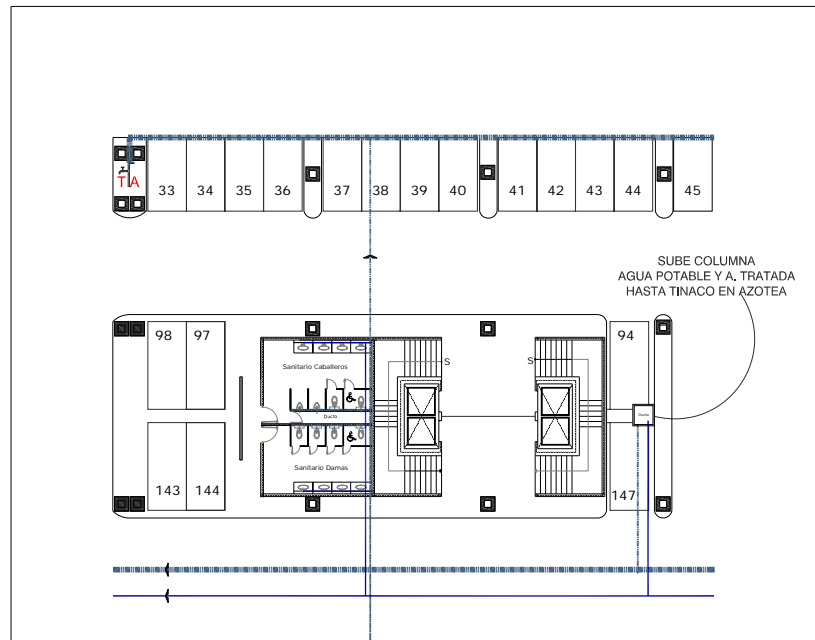 T A
33
34
35
36
37
38
39
40
41
42
43
44
45
SUBE COLUMNA
AGUA POTABLE Y A. TRATADA
HASTA TINACO EN AZOTEA
98
97
94
Sanitario Caballeros
S
S
Ducto
Ducto
Sanitario Damas
143
144
147